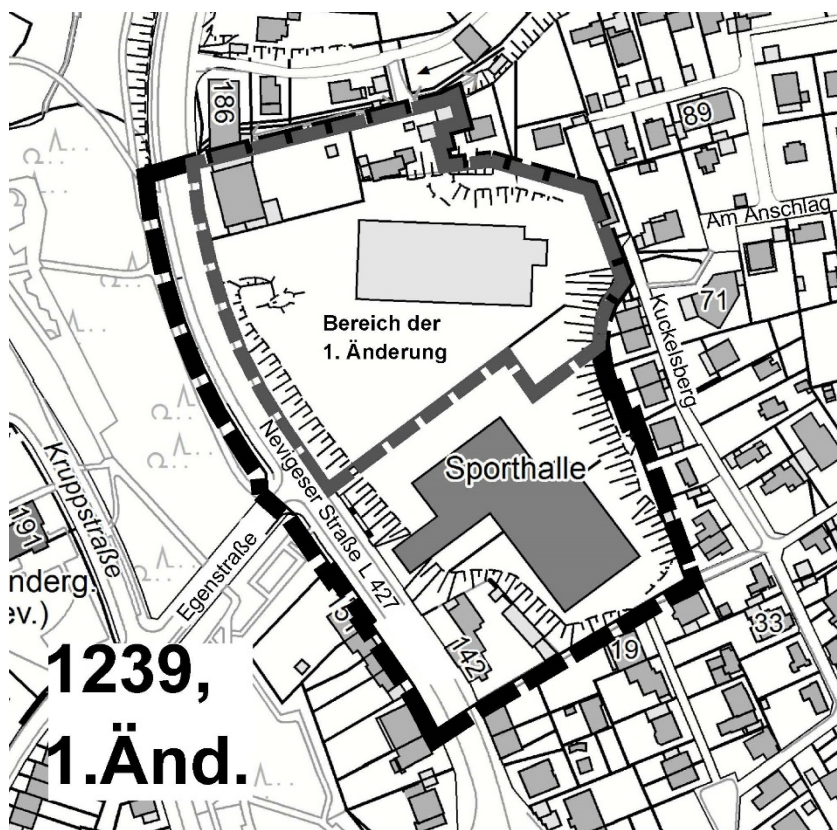 186
89
Am Anschlag
71
Kuckelsberg
Bereich der
1. Änderung
Sporthalle
Nevigeser Straße L 427
Kruppstraße
191
Egenstraße
nderg.
ev.)
151
142
19
33
1239,
1.Änd.